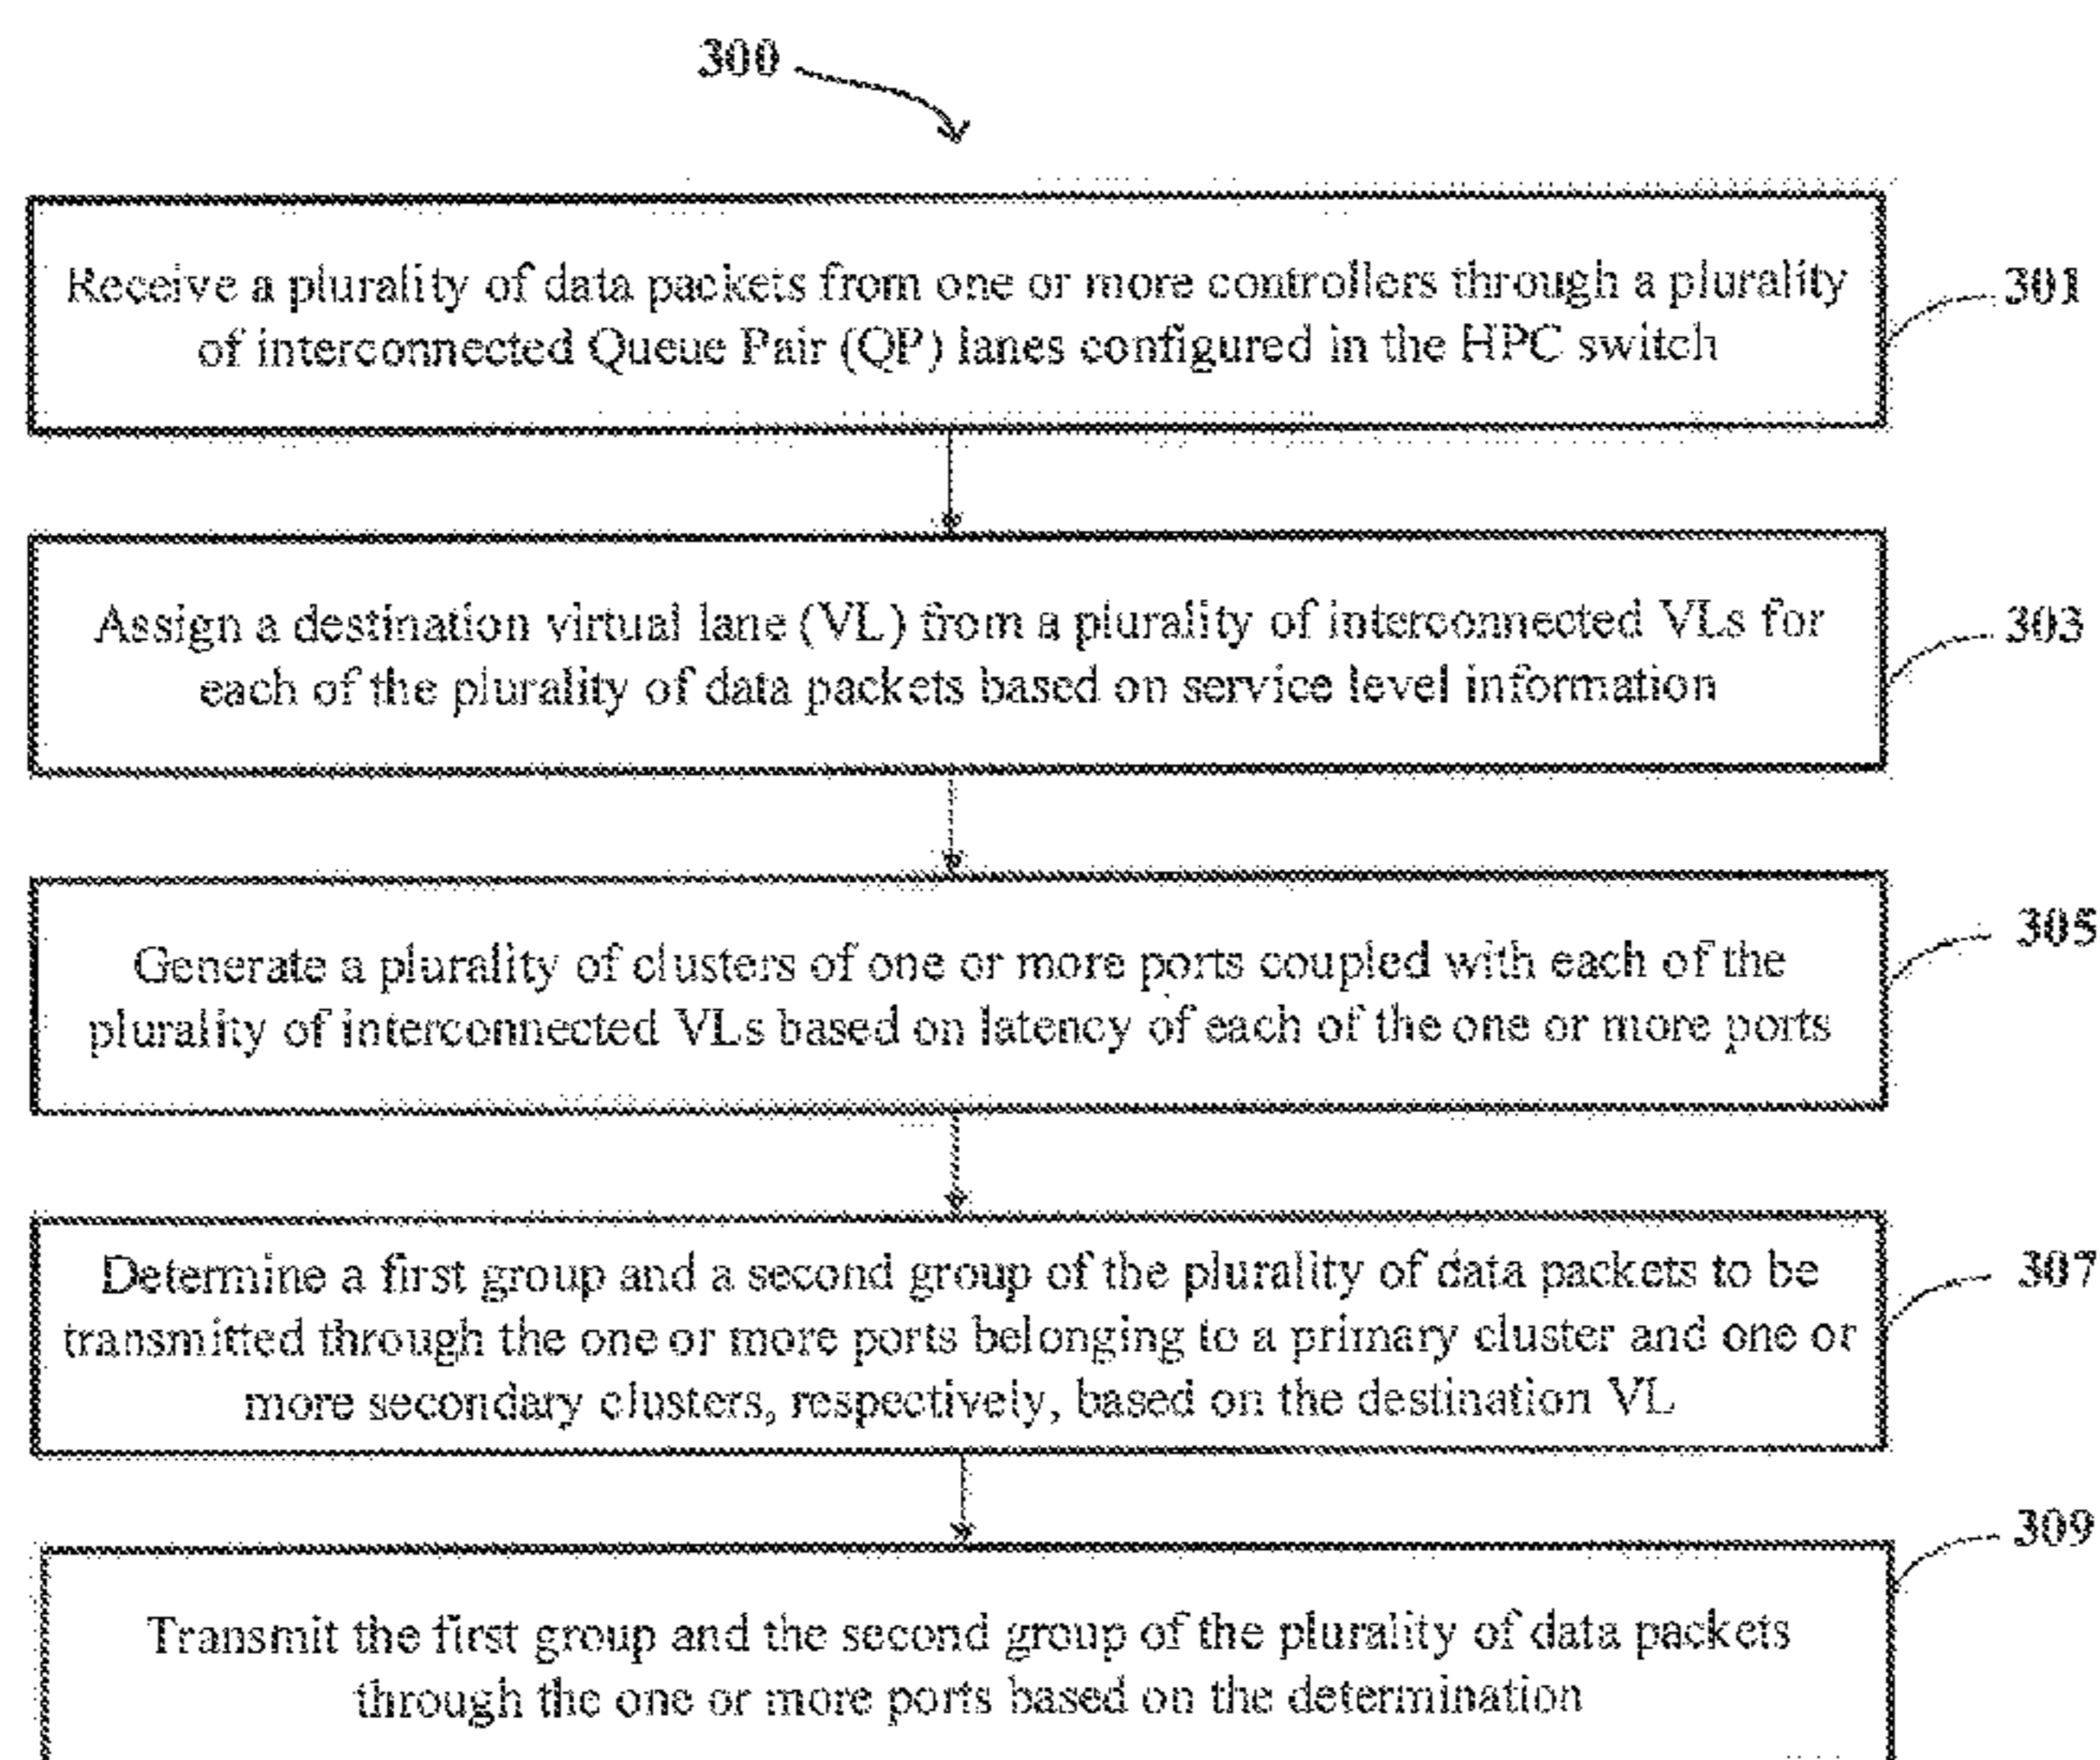 300
Receive a plurality of data packets from one or more controllers through a plurality
of interconnected Queue Pair (QP) lanes configured in the HPC switch
301
Assign a destination virtual lane (VL) from a plurality of interconnected VLs for
each of the plurality of data packets based on service level information
303
Generate a plurality of clusters of one or more ports coupled with each of the
plurality of interconnected VLs based on latency of each of the one or more ports
305
Determine a first group and a second group of the plurality of data packets to be
transmitted through the one or more ports belonging to a primary cluster and one or
more secondary clusters, respectively, based on the destination VL
307
Transmit the first group and the second group of the plurality of data packets
through the one or more ports based on the determination
309